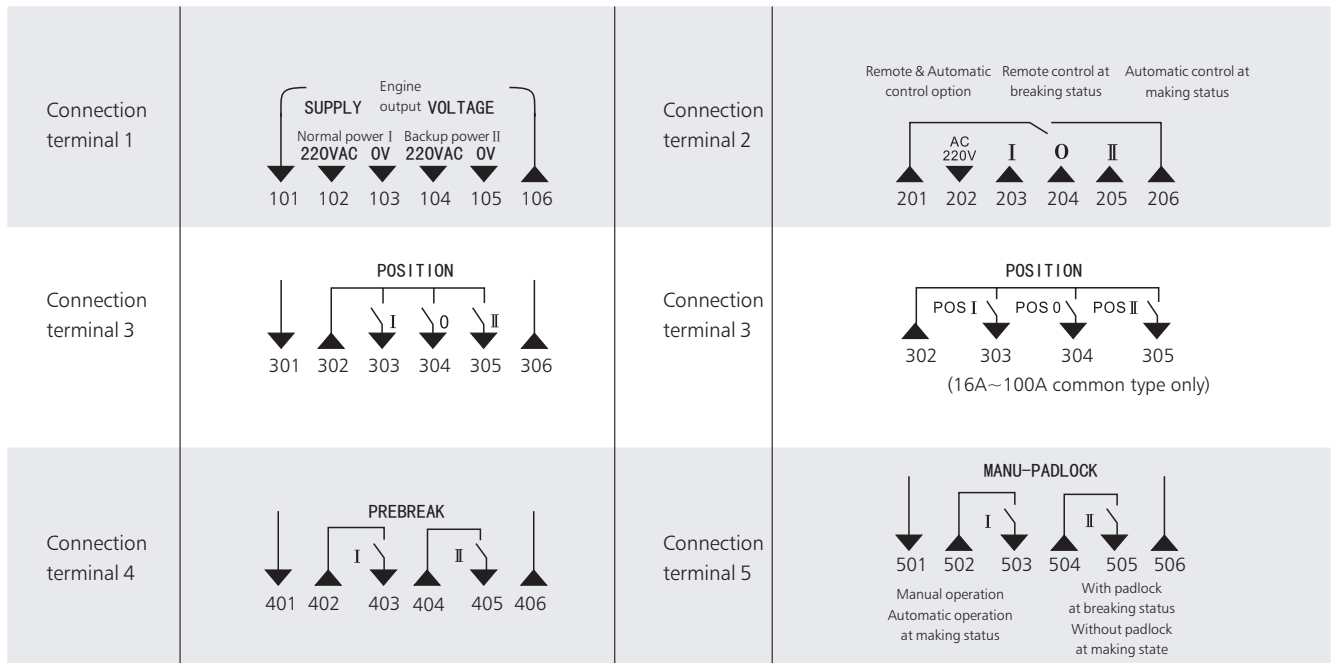 Connection
terminal 1
Engine
SUPPLY output VOLTAGE
Normal power I Backup power II
220VAC 0V 220VAC 0V
101 102 103 104 105 106
Connection
terminal 2
Remote & Automatic
control option
Remote control at
breaking status
Automatic control at
making status
AC
220V
I O II
201 202 203 204 205 206
Connection
terminal 3
POSITION
I 0 II
301 302 303 304 305 306
Connection
terminal 3
POSITION
POS I POS 0 POS II
302 303 304 305
(16A~100A common type only)
Connection
terminal 4
PREBREAK
I II
401 402 403 404 405 406
Connection
terminal 5
MANU-PADLOCK
I II
501 502 503 504 505 506
Manual operation
Automatic operation
at making status
With padlock
at breaking status
Without padlock
at making state